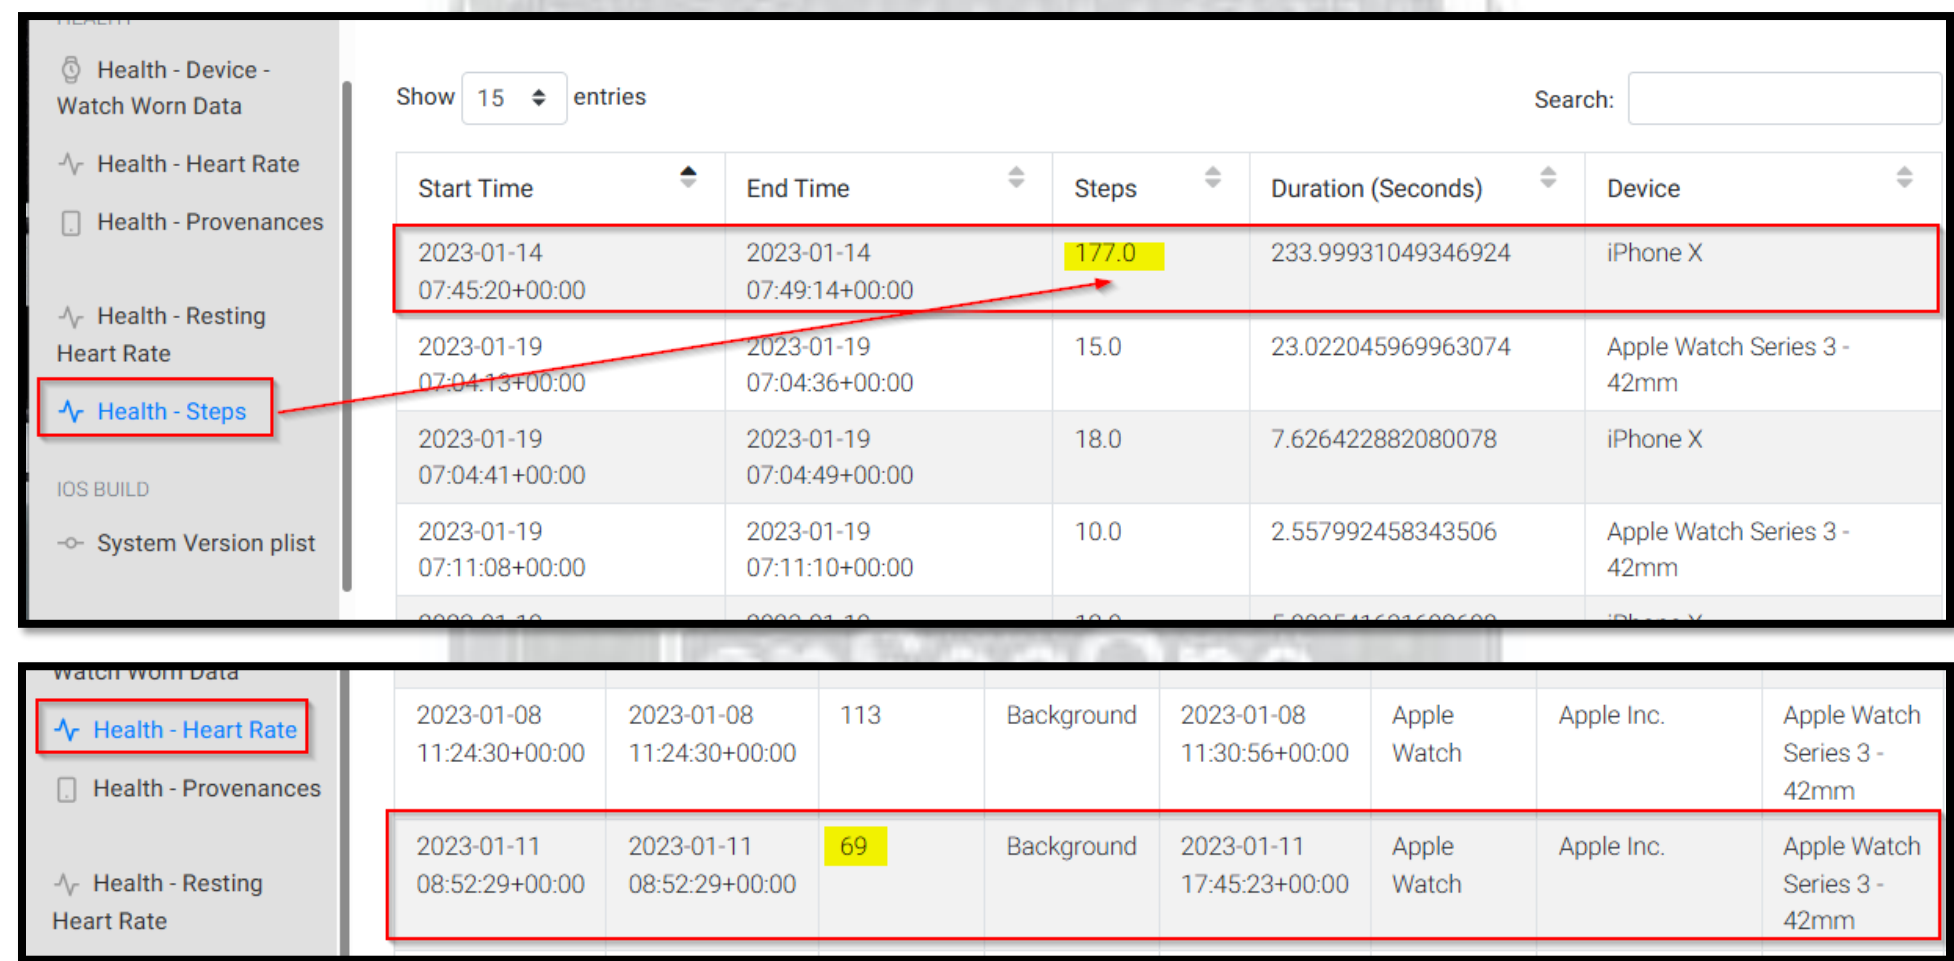 HEALTH
Health - Device -
Watch Worn Data
Health - Heart Rate
Health - Provenances
Health - Resting
Heart Rate
Health - Steps
IOS BUILD
System Version plist
Show 15 entries
Search:
Start Time End Time Steps Duration (Seconds) Device
2023-01-14 2023-01-14 177.0 233.99931049346924 iPhone X
07:45:20+00:00 07:49:14+00:00
2023-01-19 2023-01-19 15.0 23.022045969963074 Apple Watch Series 3 -
07:04:13+00:00 07:04:36+00:00 42mm
2023-01-19 2023-01-19 18.0 7.626422882080078 iPhone X
07:04:41+00:00 07:04:49+00:00
2023-01-19 2023-01-19 10.0 2.557992458343506 Apple Watch Series 3 -
07:11:08+00:00 07:11:10+00:00 42mm
Watch Worn Data
Health - Heart Rate
Health - Provenances
Health - Resting
Heart Rate
2023-01-08 2023-01-08 113 Background 2023-01-08 Apple Apple Inc. Apple Watch
11:24:30+00:00 11:24:30+00:00 11:30:56+00:00 Watch Series 3 -
42mm
2023-01-11 2023-01-11 69 Background 2023-01-11 Apple Apple Inc. Apple Watch
08:52:29+00:00 08:52:29+00:00 17:45:23+00:00 Watch Series 3 -
42mm